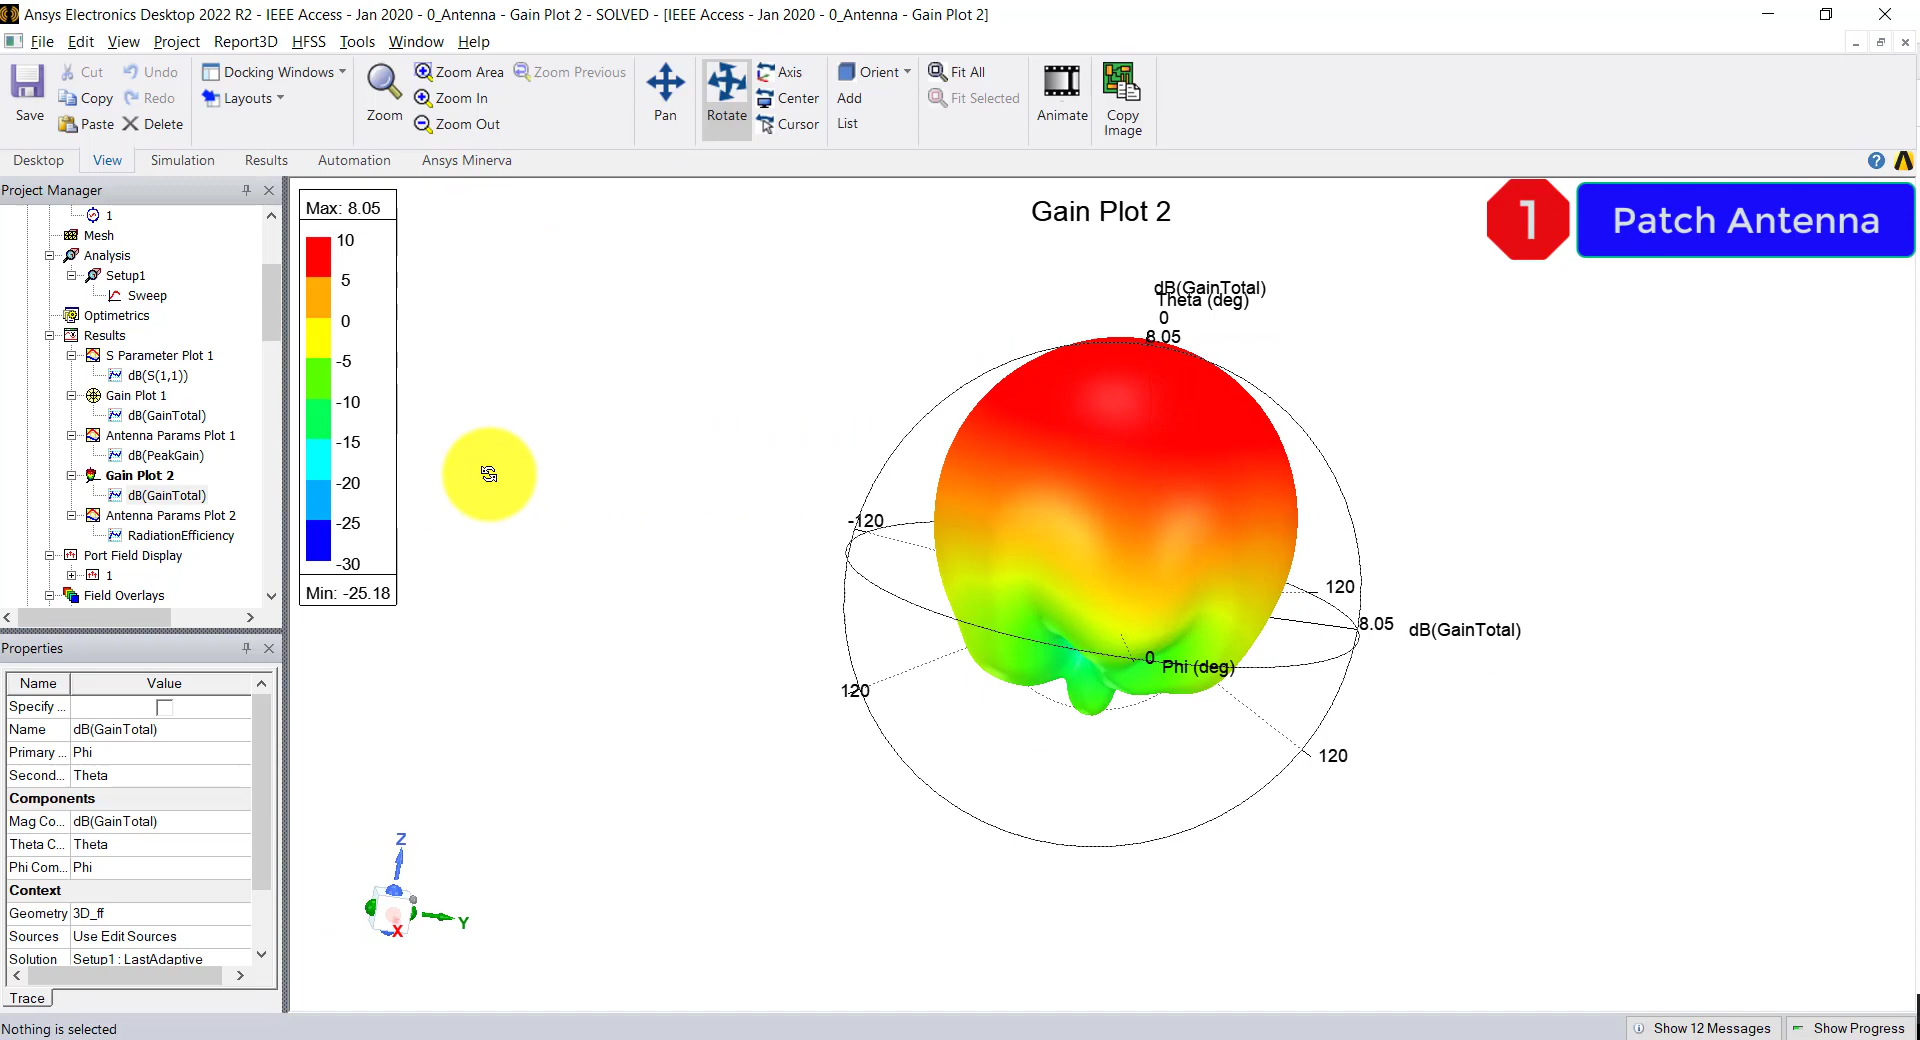 Ansys Electronics Desktop 2022 R2 - IEEE Access - Jan 2020 - 0_Antenna - Gain Plot 2 - SOLVED - [IEEE Access - Jan 2020 - 0_Antenna - Gain Plot 2]
File Edit View Project Report3D HFSS Tools Window Help
Save
Cut Undo
Copy Redo
Paste Delete
Docking Windows
Layouts
Zoom
Zoom Area Zoom Previous
Zoom In
Zoom Out
Pan
Rotate
Axis
Center
Cursor
Orient
Add
List
Fit All
Fit Selected
Animate
Copy
Image
Desktop View Simulation Results Automation Ansys Minerva
Project Manager
1
Mesh
Analysis
Setup1
Sweep
Optimetrics
Results
S Parameter Plot 1
dB(S(1,1))
Gain Plot 1
dB(GainTotal)
Antenna Params Plot 1
dB(PeakGain)
Gain Plot 2
dB(GainTotal)
Antenna Params Plot 2
RadiationEfficiency
Port Field Display
1
Field Overlays
Properties
Name Value
Specify ...
Name dB(GainTotal)
Primary ... Phi
Second... Theta
Components
Mag Co... dB(GainTotal)
Theta C... Theta
Phi Com... Phi
Context
Geometry 3D_ff
Sources Use Edit Sources
Solution Setup1 : LastAdaptive
Trace
Nothing is selected
Max: 8.05
10
5
0
-5
-10
-15
-20
-25
-30
Min: -25.18
Gain Plot 2
1 Patch Antenna
dB(GainTotal)
Theta (deg)
0
8.05
-120
120
8.05 dB(GainTotal)
0 Phi (deg)
120
120
Z
Y
X
Show 12 Messages Show Progress